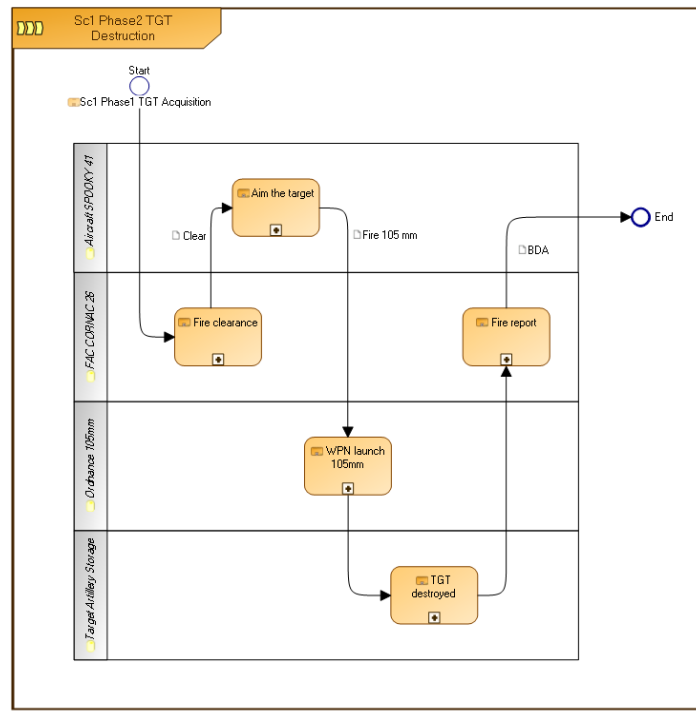 Sc1 Phase2 TGT
Destruction
Start
Sc1 Phase1 TGT Acquisition
Aircraft SPOOKY 41
Aim the target
Clear
Fire 105 mm
End
BDA
FAC CORNAC 26
Fire clearance
Fire report
Ordnance 105mm
WPN launch
105mm
Target Artillery Storage
TGT
destroyed